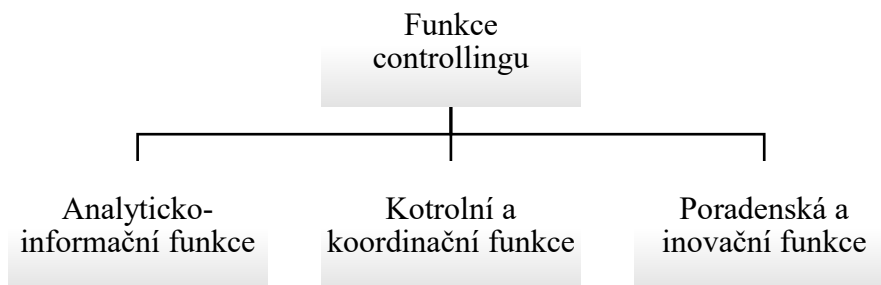 Funkce
controllingu
Analyticko-
informační funkce
Kotrolní a
koordinační funkce
Poradenská a
inovační funkce